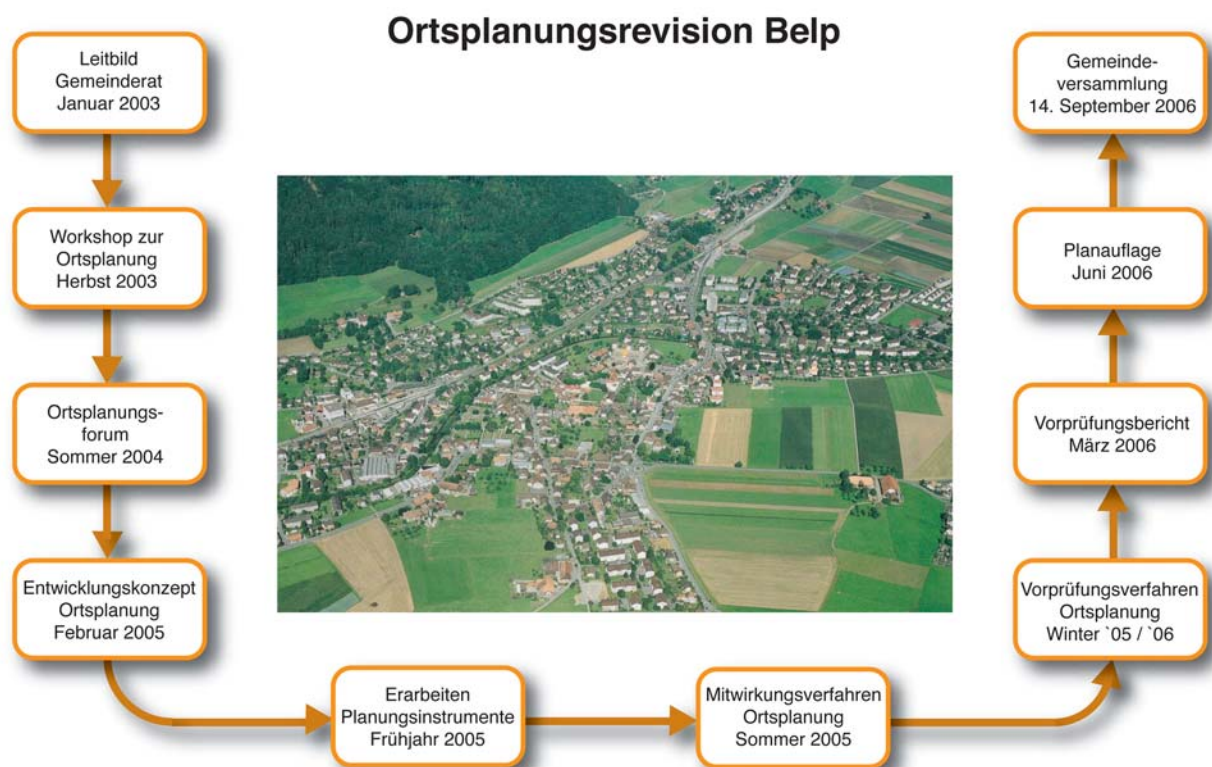 Ortsplanungsrevision Belp
Leitbild
Gemeinderat
Januar 2003
Workshop zur
Ortsplanung
Herbst 2003
Ortsplanungs-
forum
Sommer 2004
Entwicklungskonzept
Ortsplanung
Februar 2005
Erarbeiten
Planungsinstrumente
Frühjahr 2005
Mitwirkungsverfahren
Ortsplanung
Sommer 2005
Vorprüfungsverfahren
Ortsplanung
Winter `05 / `06
Vorprüfungsbericht
März 2006
Planauflage
Juni 2006
Gemeinde-
versammlung
14. September 2006